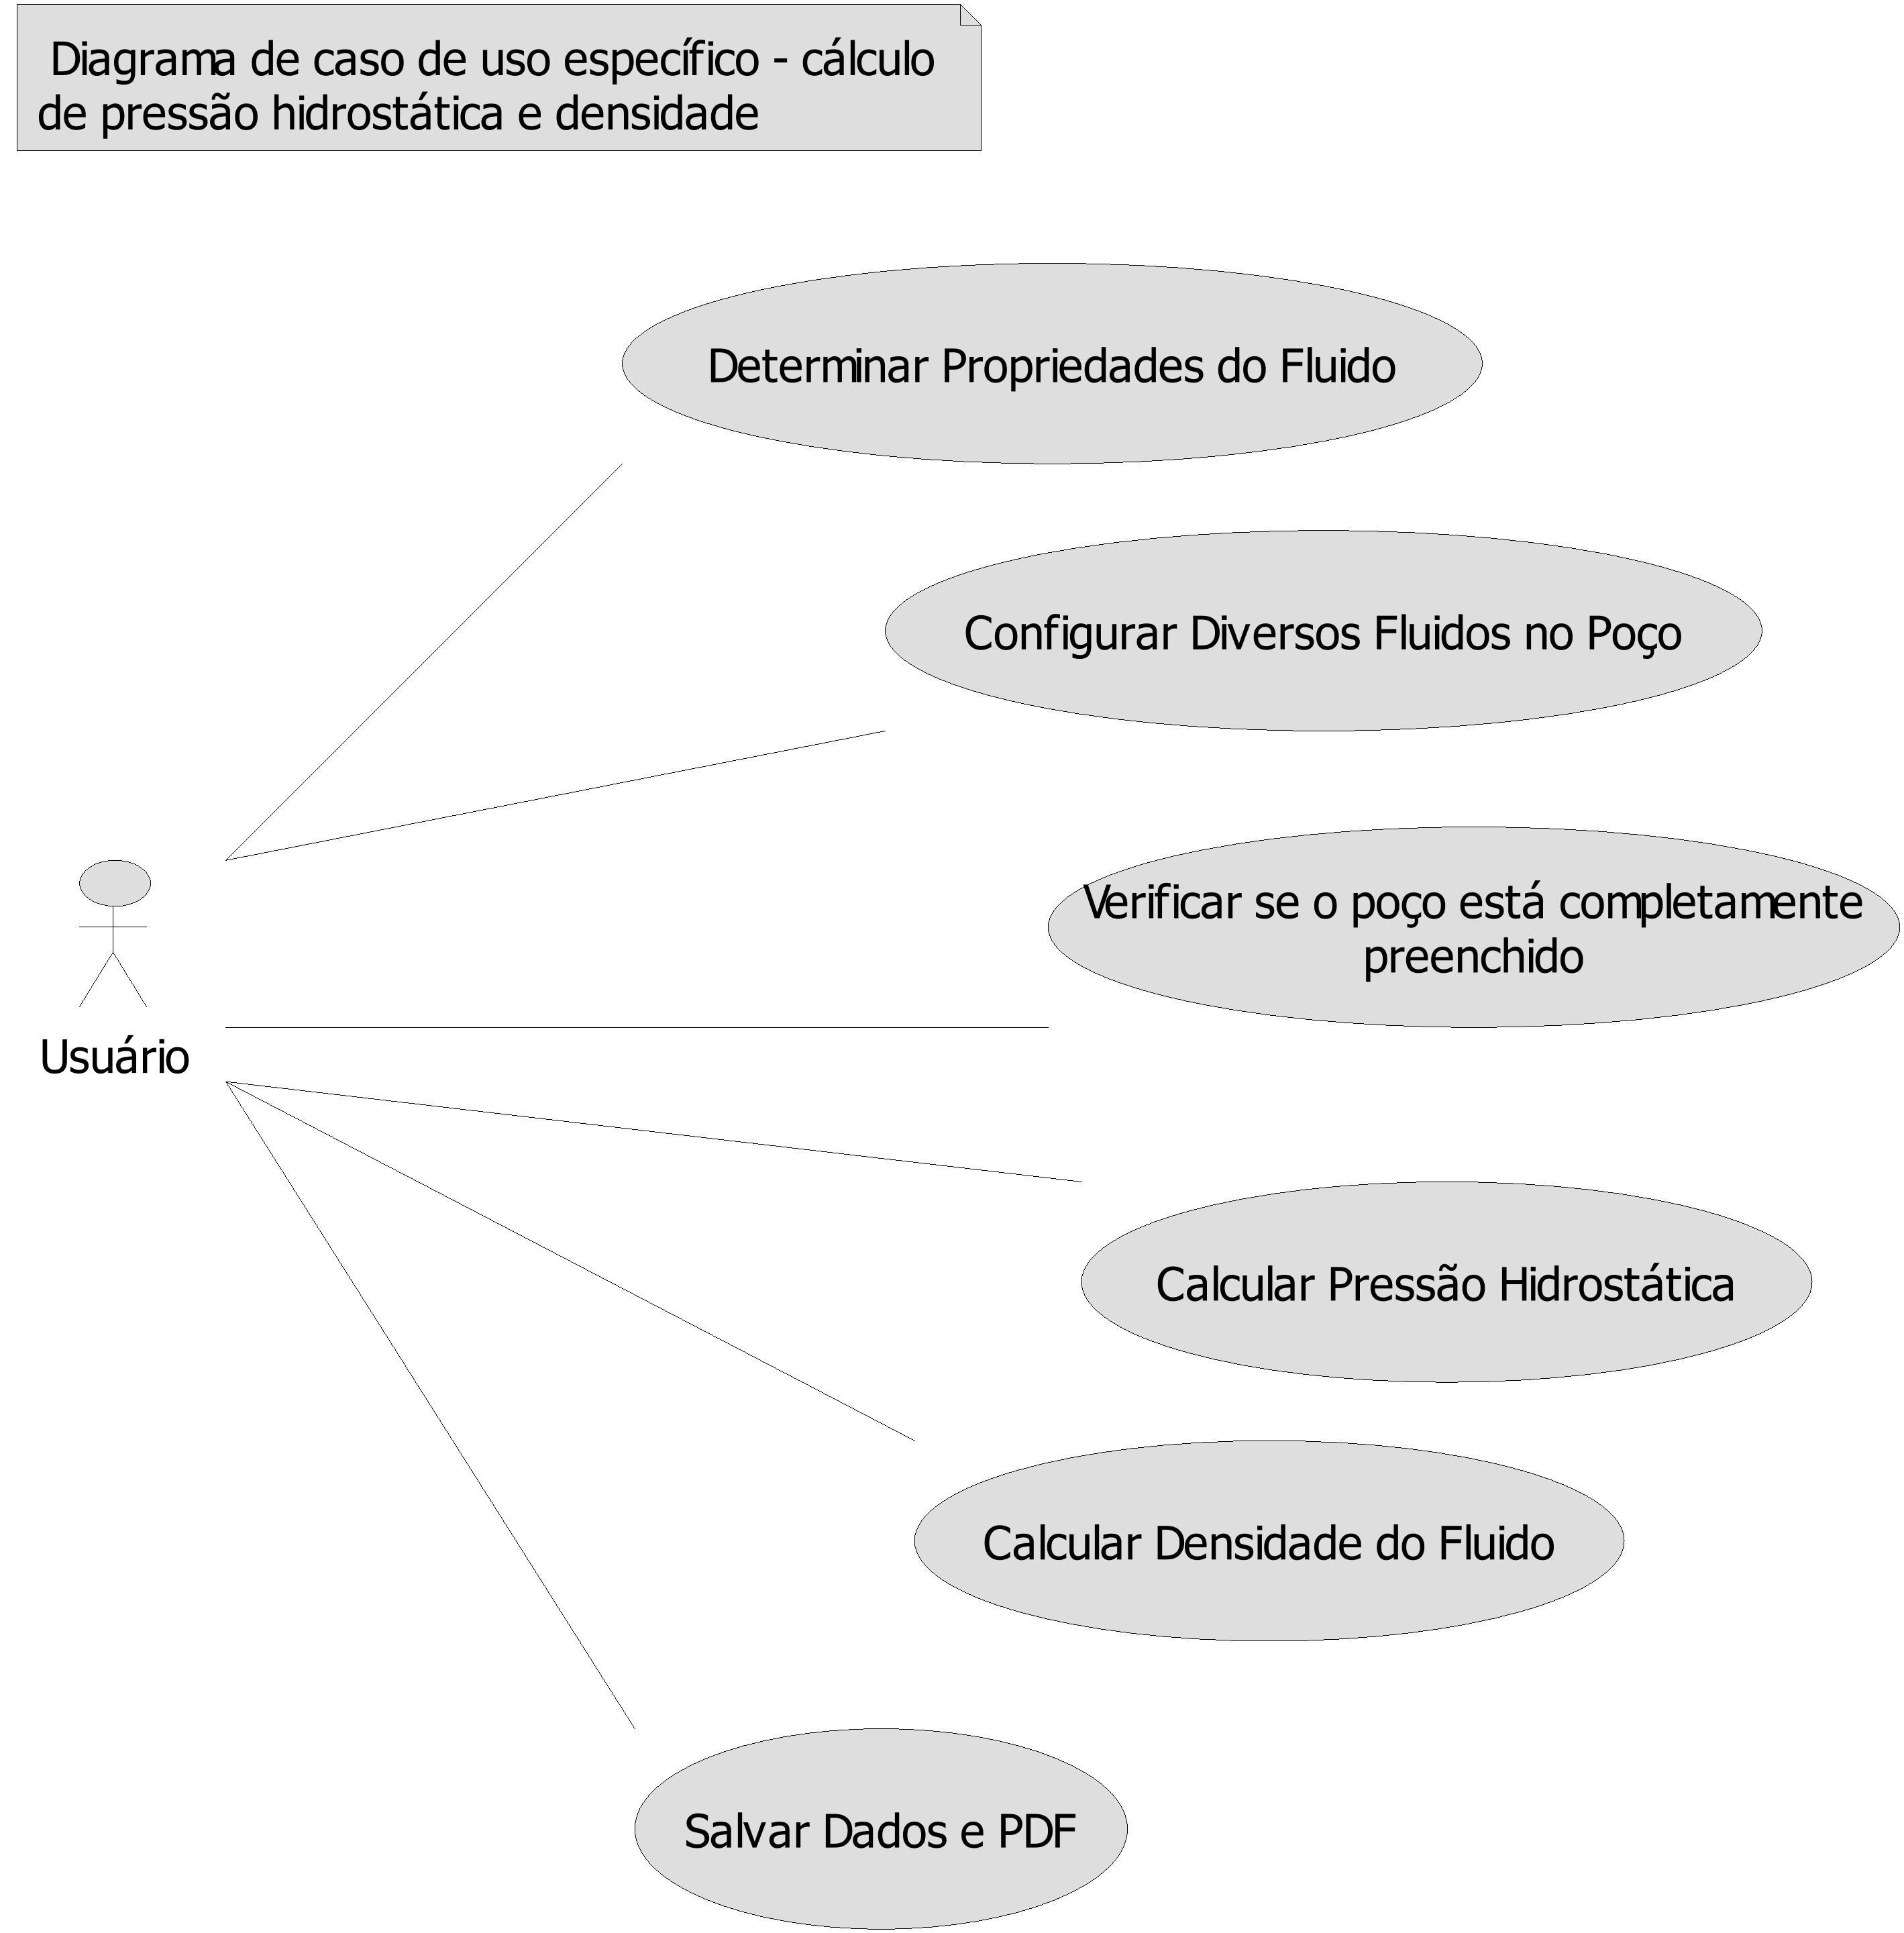 Diagrama de caso de uso específico - cálculo
de pressão hidrostática e densidade
Determinar Propriedades do Fluido
Configurar Diversos Fluidos no Poço
Verificar se o poço está completamente
preenchido
Usuário
Calcular Pressão Hidrostática
Calcular Densidade do Fluido
Salvar Dados e PDF